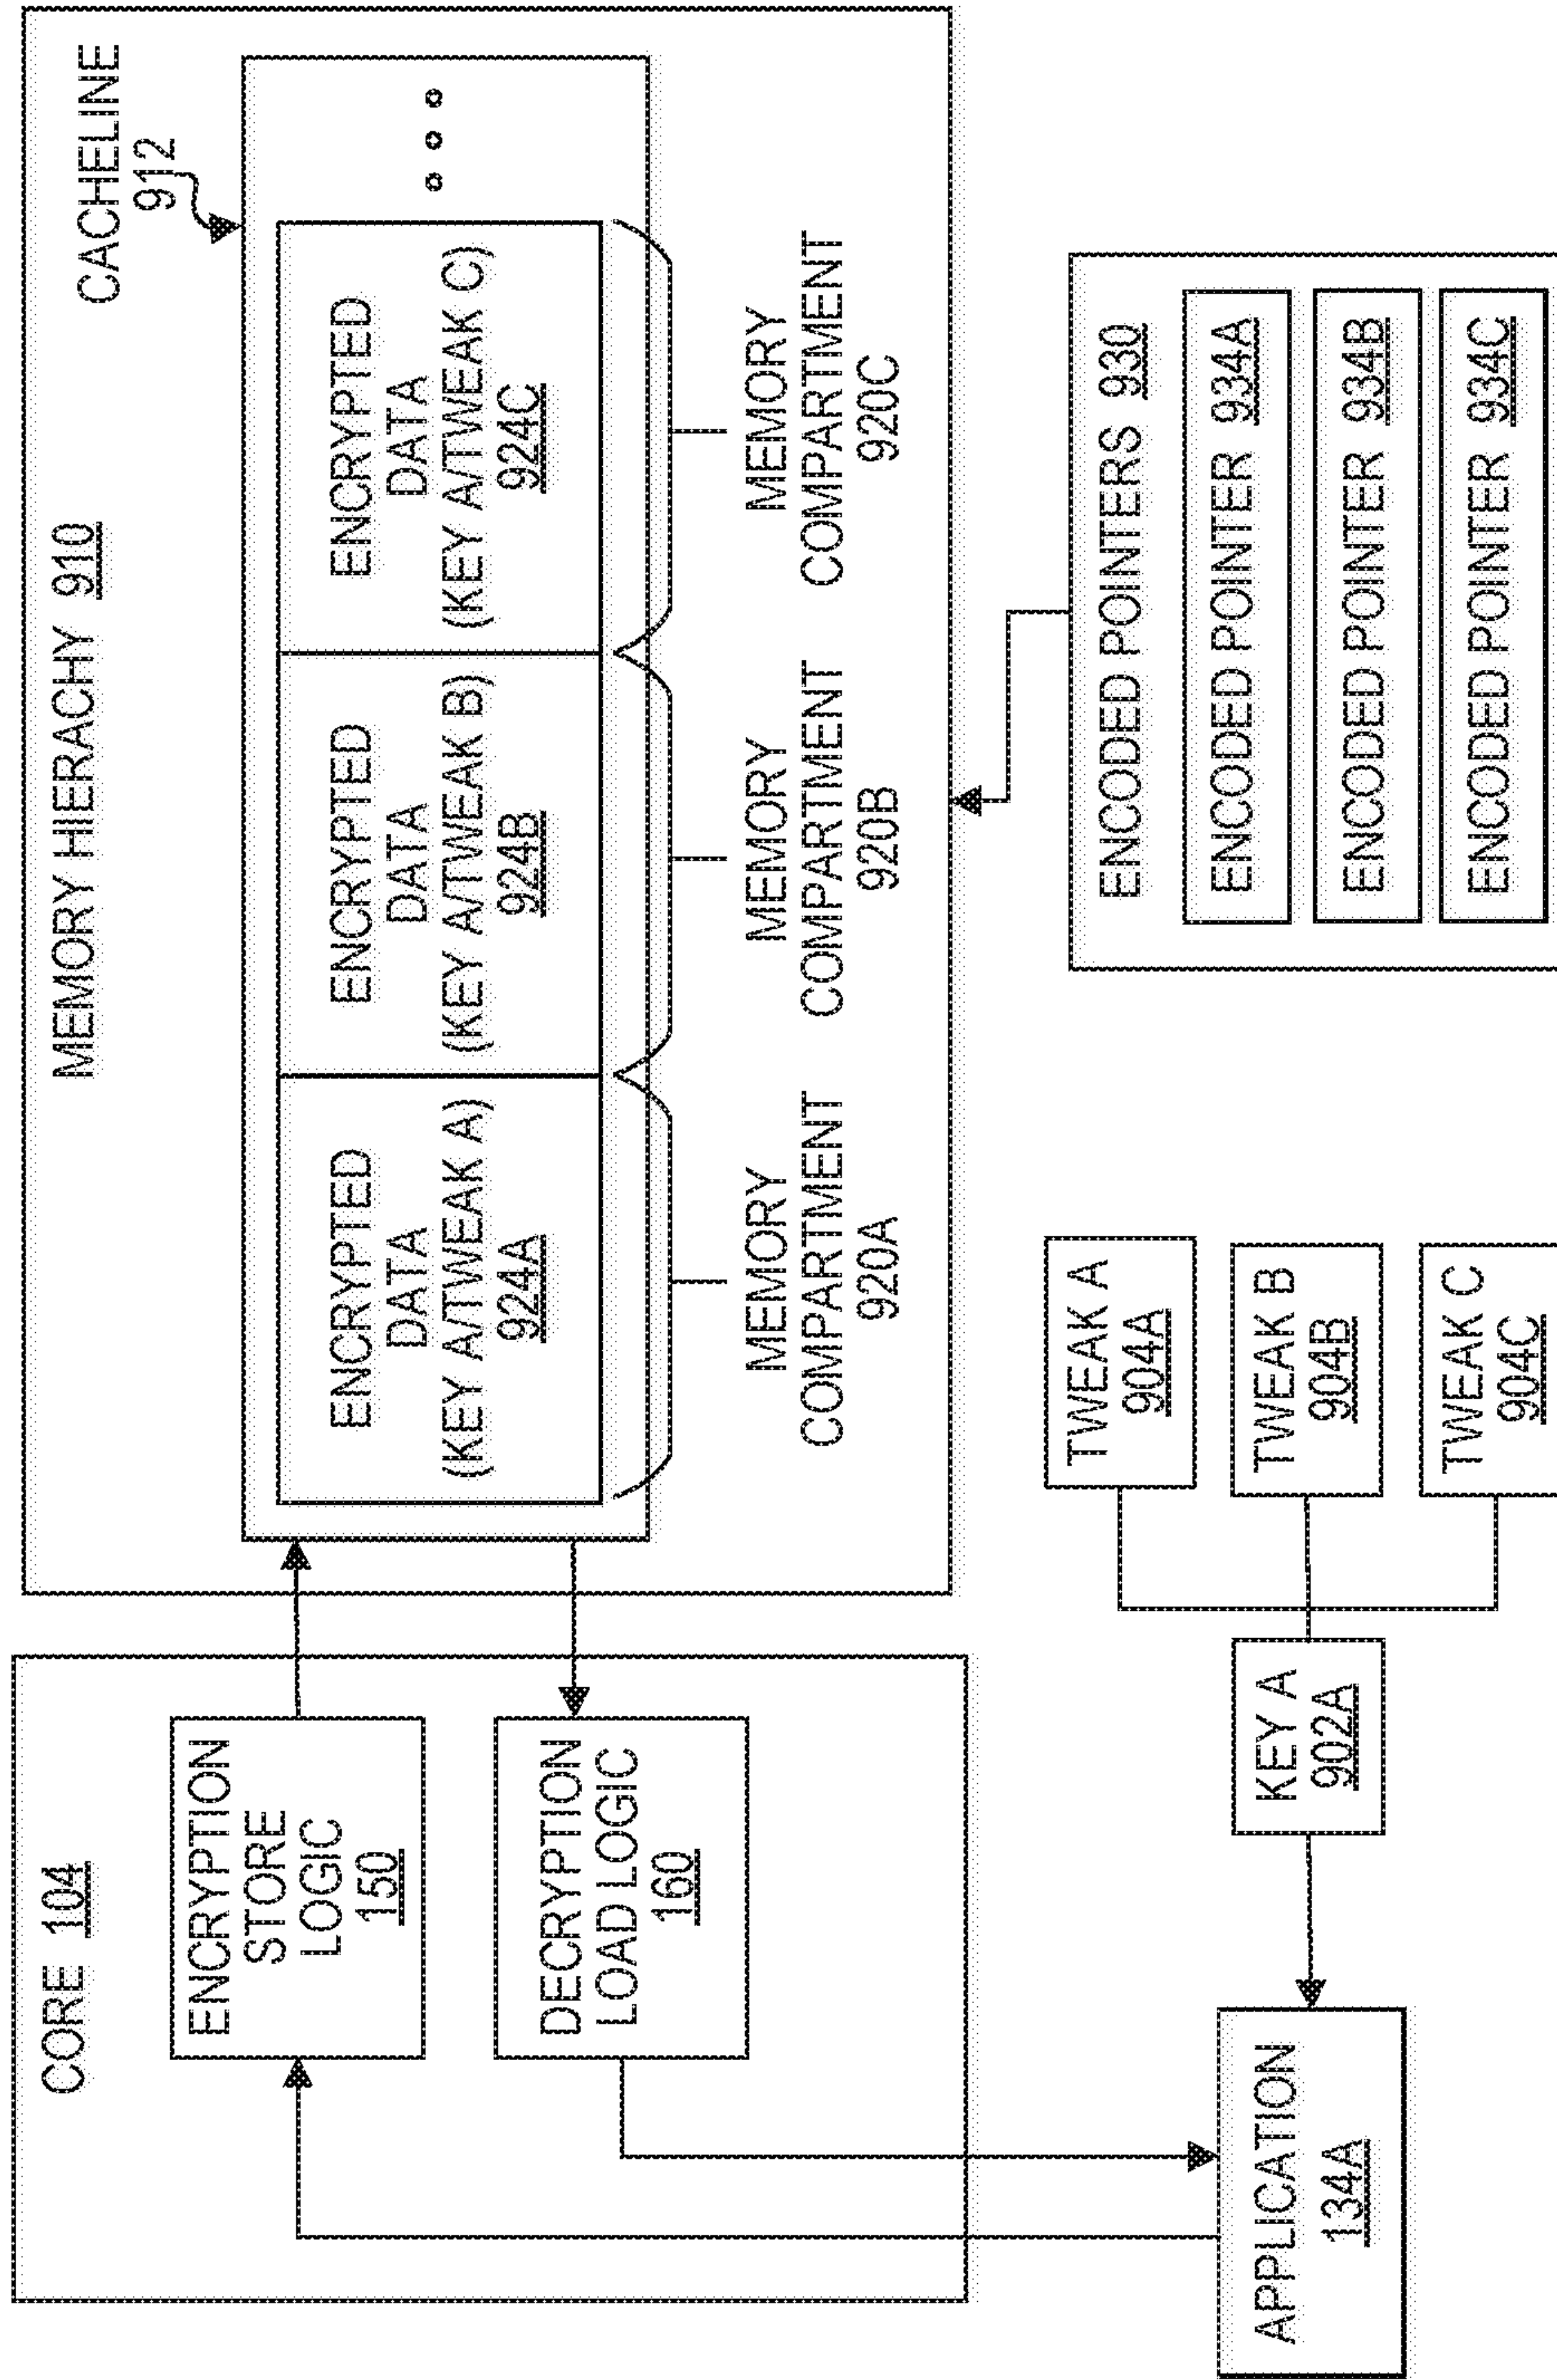 CORE 104
ENCRYPTION
STORE
LOGIC
150
DECRYPTION
LOAD LOGIC
160
MEMORY HIERACHY 910
CACHELINE
912
ENCRYPTED
DATA
(KEY A/TWEAK A)
924A
ENCRYPTED
DATA
(KEY A/TWEAK B)
924B
ENCRYPTED
DATA
(KEY A/TWEAK C)
924C
MEMORY
COMPARTMENT
920A
MEMORY
COMPARTMENT
920B
MEMORY
COMPARTMENT
920C
APPLICATION
134A
KEY A
902A
TWEAK A
904A
TWEAK B
904B
TWEAK C
904C
ENCODED POINTERS 930
ENCODED POINTER 934A
ENCODED POINTER 934B
ENCODED POINTER 934C